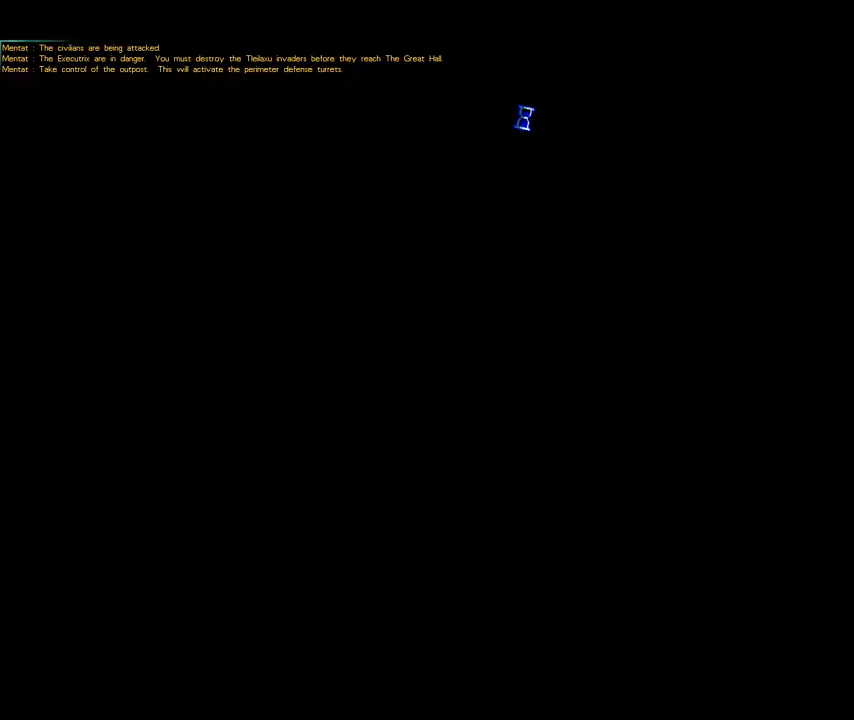 Mentat : The civilians are being attacked.
Mentat : The Executrix are in danger. You must destroy the Tleilaxu invaders before they reach The Great Hall.
Mentat : Take control of the outpost. This will activate the perimeter defense turrets.